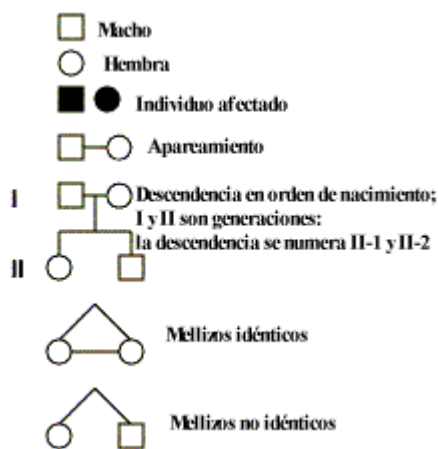 Macho
Hembra
Individuo afectado
Apareamiento
I
Descendencia en orden de nacimiento;
I y II son generaciones:
la descendencia se numera II-1 y II-2
II
Mellizos idénticos
Mellizos no idénticos